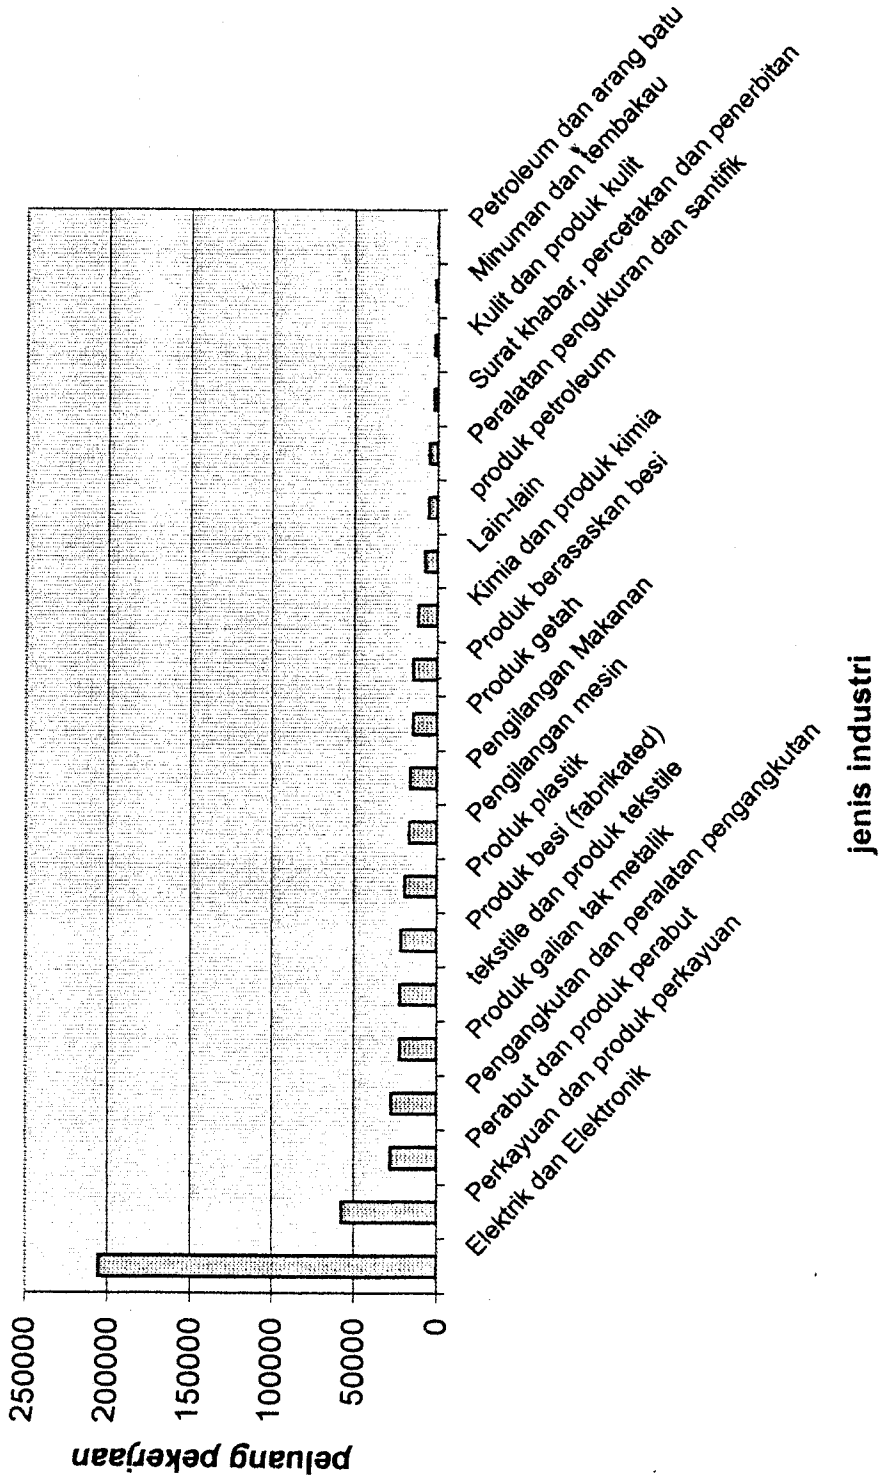 peluang pekerjaan
250000
200000
150000
100000
50000
0
Elektrik dan Elektronik
Perkayuan dan produk perkayuan
Perabut dan produk perabut
Pengangkutan dan peralatan pengangkutan
Produk galian tak metalik
tekstile dan produk tekstile
Produk besi (fabrikated)
Produk plastik
Pengilangan mesin
Pengilangan Makanan
Produk getah
Produk berasaskan besi
Kimia dan produk kimia
Lain-lain
produk petroleum
Peralatan pengukuran dan santifik
Surat khabar, percetakan dan penerbitan
Kulit dan produk kulit
Minuman dan tembakau
Petroleum dan arang batu
jenis industri